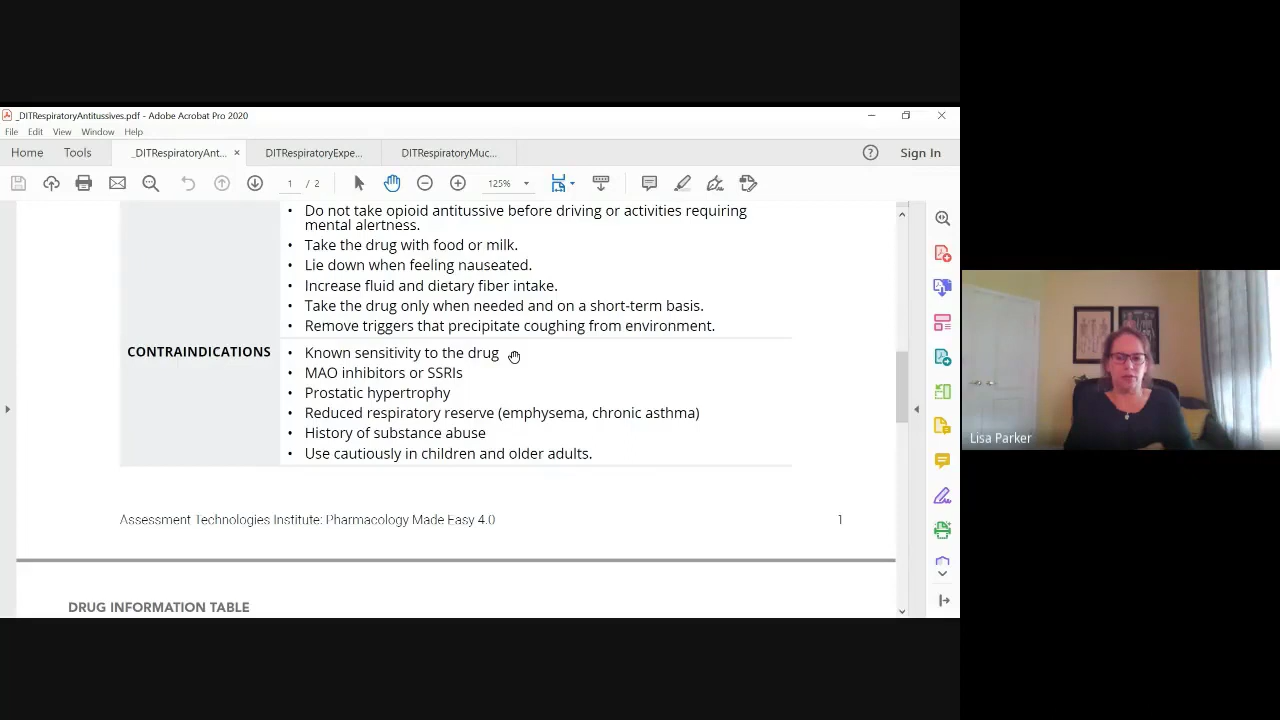 _DITRespiratoryAntitussives.pdf - Adobe Acrobat Pro 2020
File Edit View Window Help
Home Tools _DITRespiratoryAnt... × DITRespiratoryExpe... DITRespiratoryMuc... Sign In
1 / 2 125%
• Do not take opioid antitussive before driving or activities requiring
mental alertness.
• Take the drug with food or milk.
• Lie down when feeling nauseated.
• Increase fluid and dietary fiber intake.
• Take the drug only when needed and on a short-term basis.
• Remove triggers that precipitate coughing from environment.
CONTRAINDICATIONS
• Known sensitivity to the drug
• MAO inhibitors or SSRIs
• Prostatic hypertrophy
• Reduced respiratory reserve (emphysema, chronic asthma)
• History of substance abuse
• Use cautiously in children and older adults.
Assessment Technologies Institute: Pharmacology Made Easy 4.0 1
DRUG INFORMATION TABLE
Lisa Parker